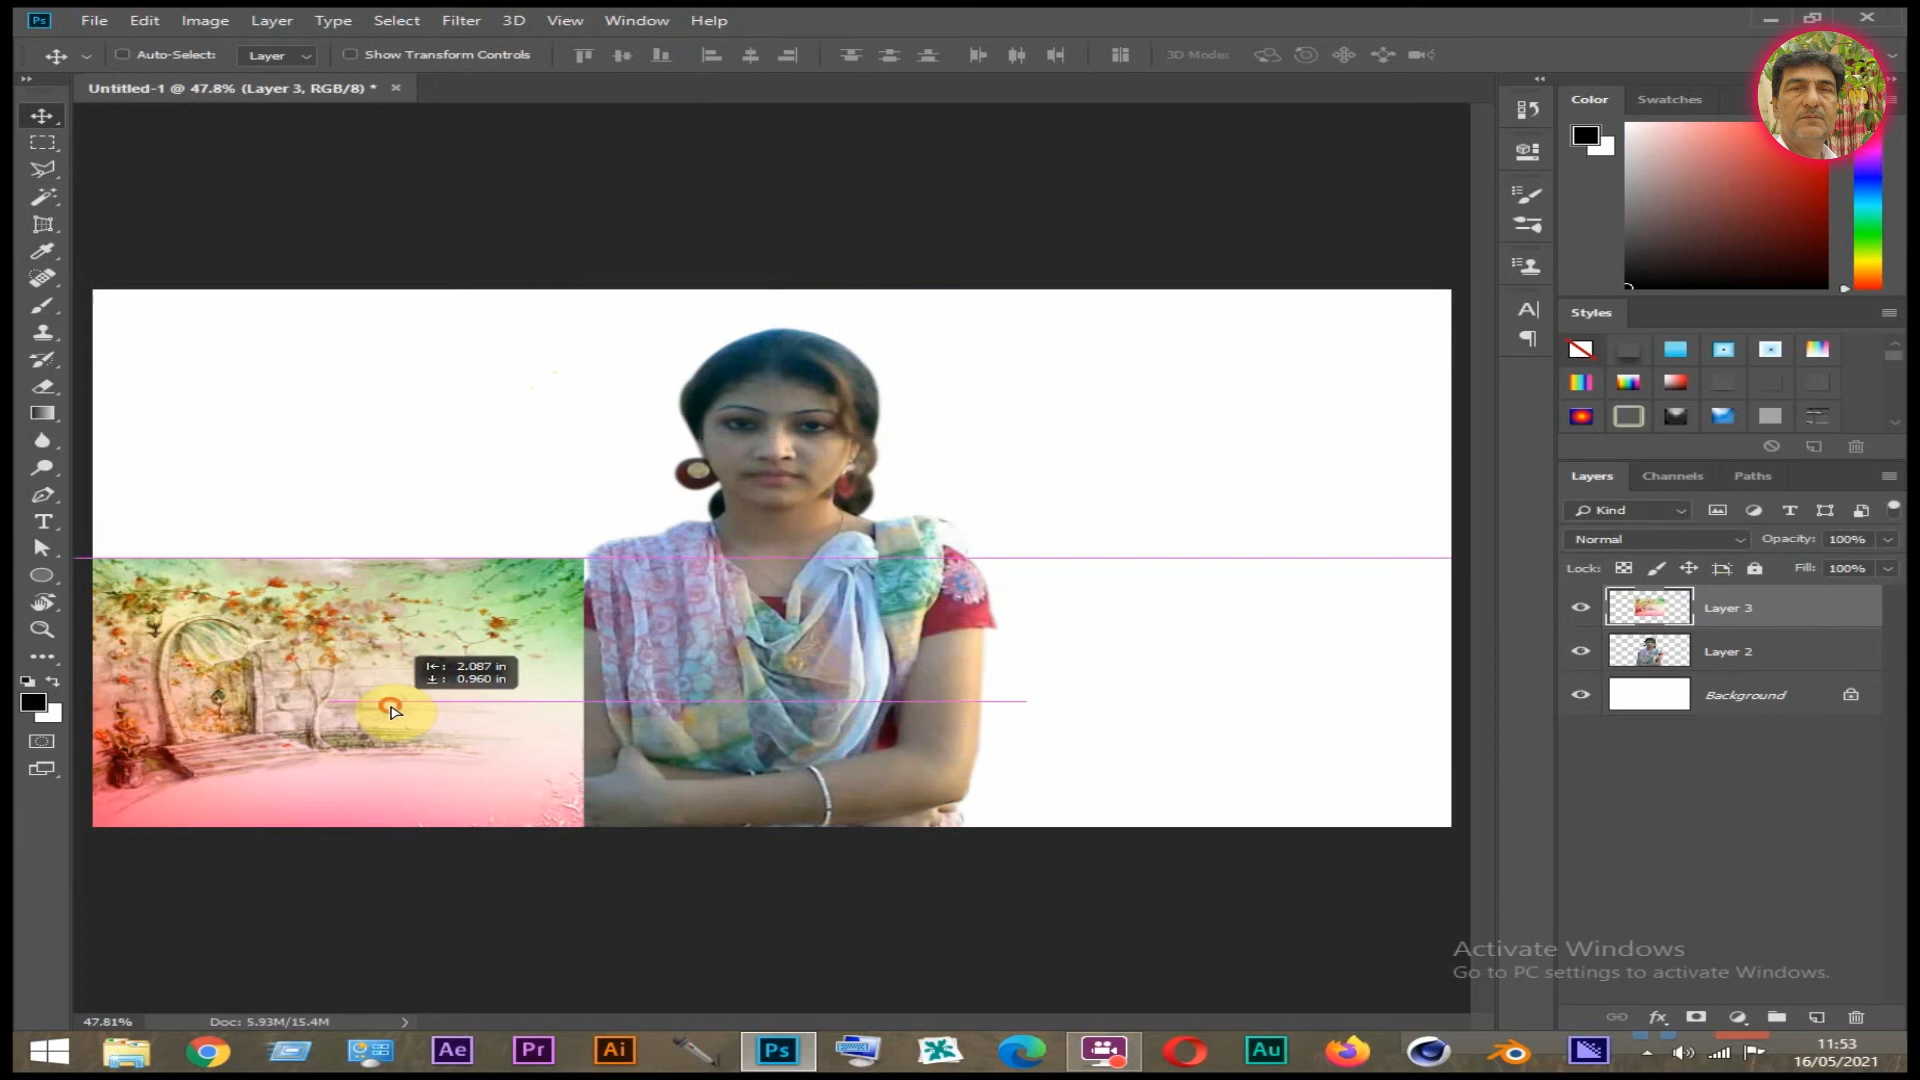 Ps File Edit Image Layer Type Select Filter 3D View Window Help
Auto-Select: Layer Show Transform Controls 3D Mode:
Untitled-1 @ 47.8% (Layer 3, RGB/8) *
Color Swatches
Styles
Layers Channels Paths
Kind
Normal Opacity: 100%
Lock: Fill: 100%
Layer 3
Layer 2
Background
2.087 in
0.960 in
Activate Windows
Go to PC settings to activate Windows.
47.81% Doc: 5.93M/15.4M
Ae Pr Ai Ps Au
11:53
16/05/2021